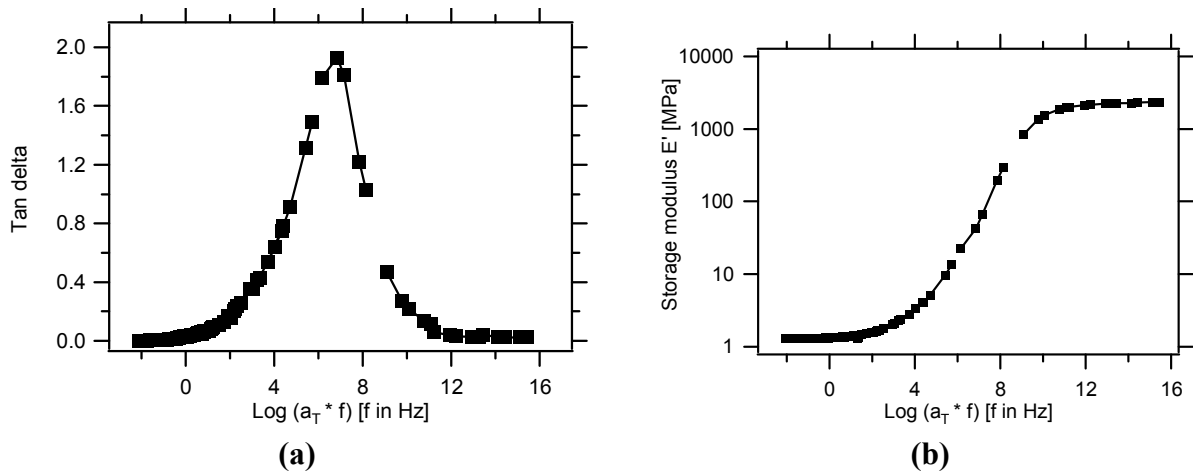 2.0
1.6
1.2
0.8
0.4
0.0
Tan delta
0 4 8 12 16
Log (a_T * f) [f in Hz]
(a)
10000
1000
100
10
1
Storage modulus E' [MPa]
0 4 8 12 16
Log (a_T * f) [f in Hz]
(b)